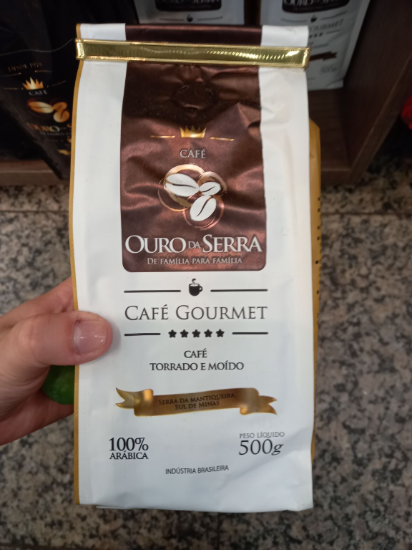 CAFÉ
OURO DA SERRA
DE FAMÍLIA PARA FAMÍLIA
CAFÉ GOURMET
CAFÉ
TORRADO E MOÍDO
SERRA DA MANTIQUEIRA
SUL DE MINAS
100%
ARÁBICA
PESO LÍQUIDO
500g
INDÚSTRIA BRASILEIRA
CAFÉ